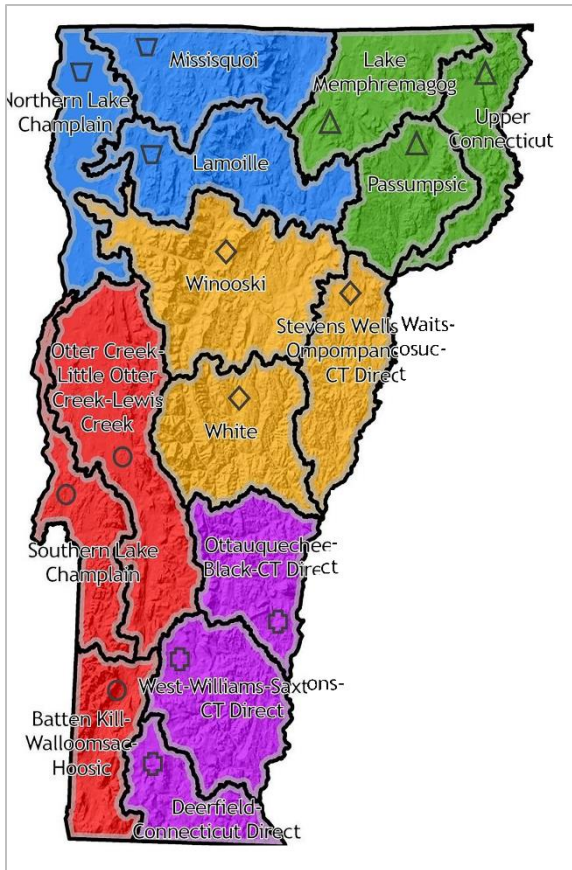 Missisquoi
Lake
Memphremagog
Northern Lake
Champlain
Upper
Connecticut
Lamoille
Passumpsic
Winooski
Stevens Wells Waits-
Ompompanoosuc-
CT Direct
Otter Creek-
Little Otter
Creek-Lewis
Creek
White
Southern Lake
Champlain
Ottauquechee-
Black-CT Direct
West-Williams-Saxtons-
CT Direct
Batten Kill-
Walloomsac-
Hoosic
Deerfield-
Connecticut Direct